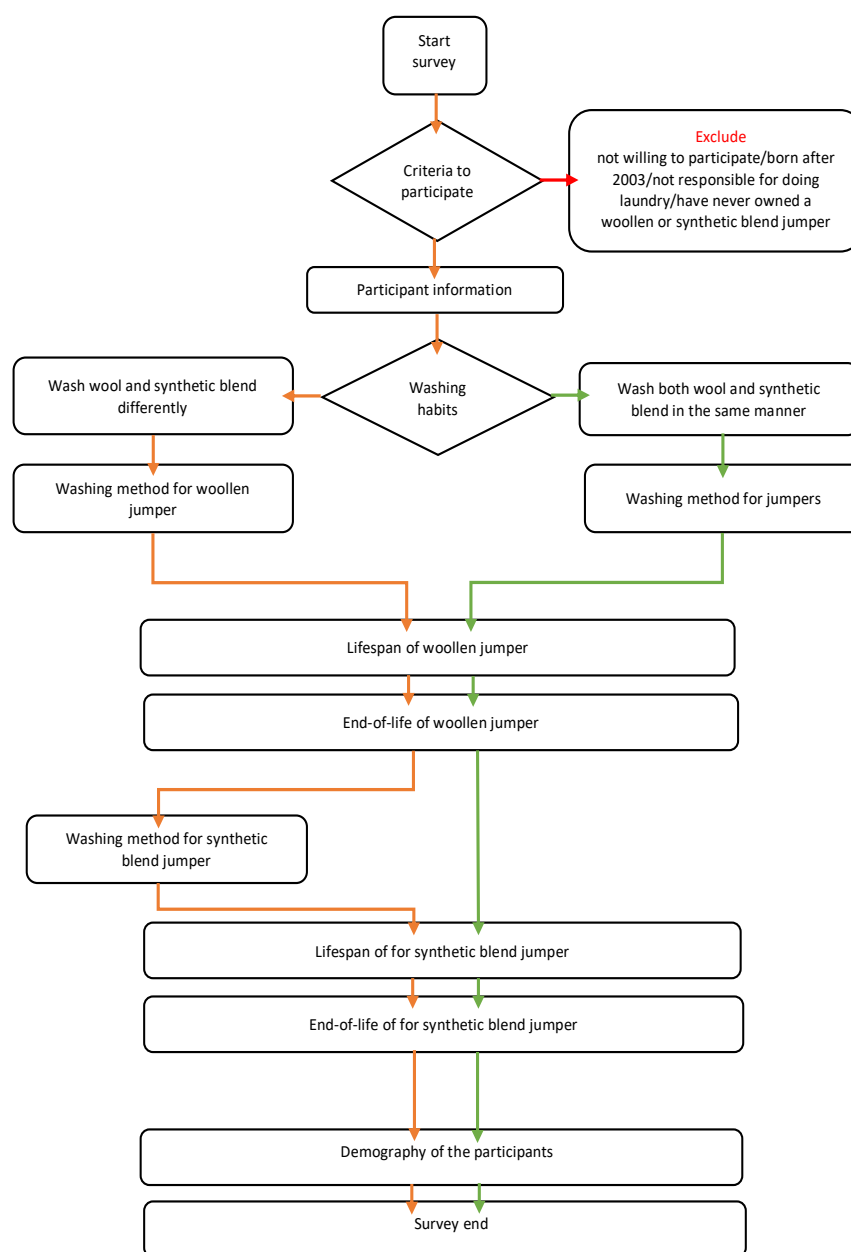 Start
survey
Exclude
not willing to participate/born after
2003/not responsible for doing
laundry/have never owned a
woollen or synthetic blend jumper
Criteria to
participate
Participant information
Wash wool and synthetic blend
differently
Washing
habits
Wash both wool and synthetic
blend in the same manner
Washing method for woollen
jumper
Washing method for jumpers
Lifespan of woollen jumper
End-of-life of woollen jumper
Washing method for synthetic
blend jumper
Lifespan of for synthetic blend jumper
End-of-life of for synthetic blend jumper
Demography of the participants
Survey end